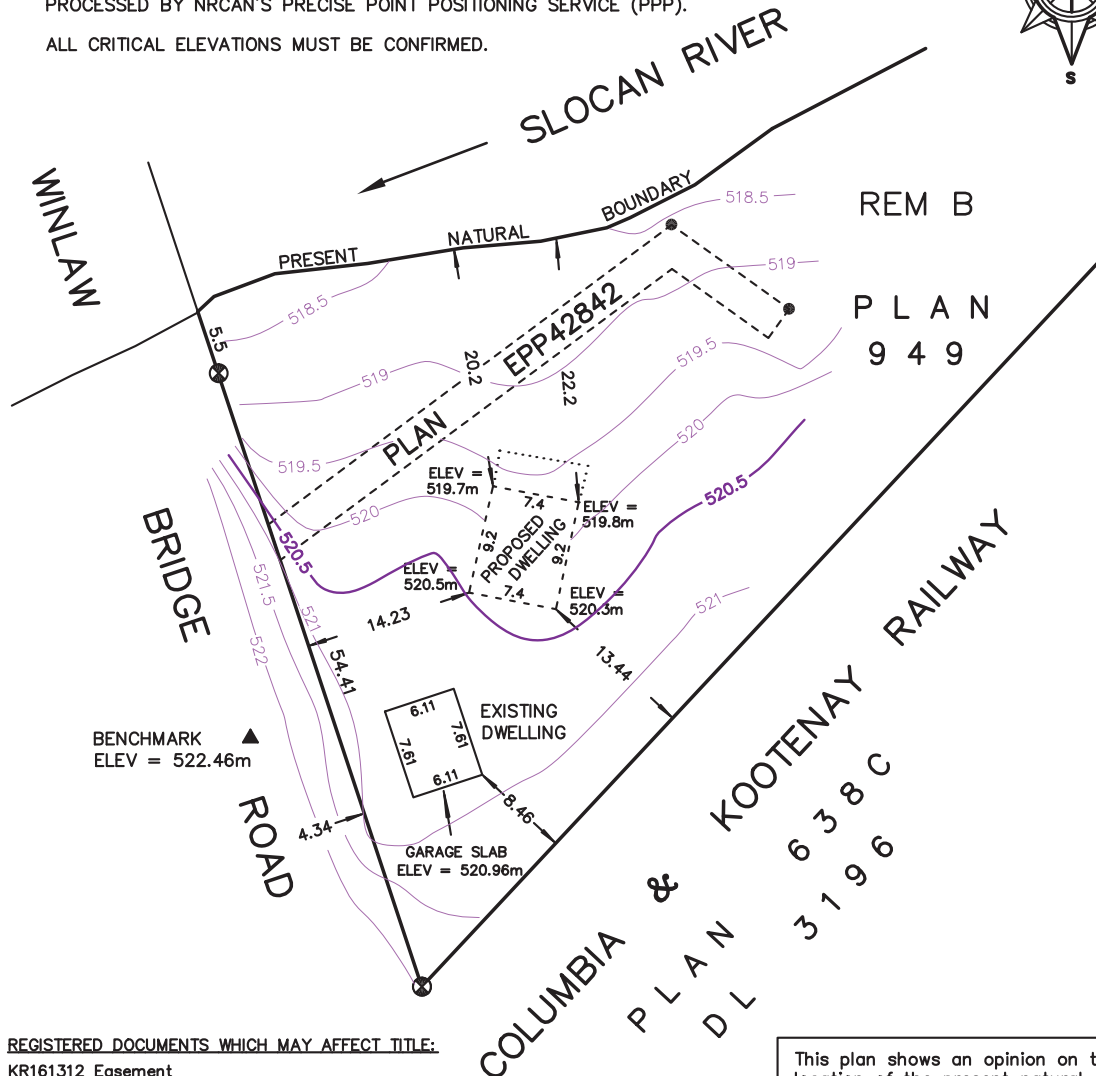 PROCESSED BY NRCAN'S PRECISE POINT POSITIONING SERVICE (PPP).
ALL CRITICAL ELEVATIONS MUST BE CONFIRMED.
S
SLOCAN RIVER
WINLAW
BRIDGE
ROAD
PRESENT NATURAL BOUNDARY
518.5
REM B
519
PLAN
949
518.5
5.5
519
20.2
PLAN EPP42842
22.2
519.5
520
519.5
520
520.5
520.5
ELEV =
519.7m
7.4
ELEV =
519.8m
9.2
PROPOSED
DWELLING
9.2
ELEV =
520.5m
7.4
ELEV =
520.3m
521.5
521
522
14.23
54.41
13.44
521
6.11
7.61
7.61
6.11
EXISTING
DWELLING
BENCHMARK
ELEV = 522.46m
4.34
8.46
GARAGE SLAB
ELEV = 520.96m
COLUMBIA & KOOTENAY RAILWAY
PLAN 638C
DL 3196
REGISTERED DOCUMENTS WHICH MAY AFFECT TITLE:
KR161312 Easement
This plan shows an opinion on t
location of the present natural